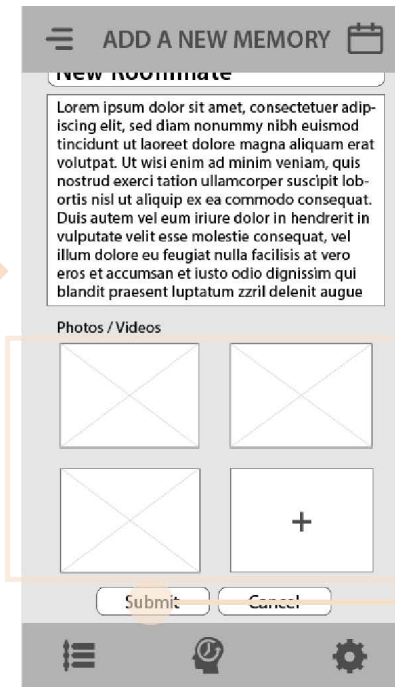 ADD A NEW MEMORY
New Roommate
Lorem ipsum dolor sit amet, consectetuer adip-
iscing elit, sed diam nonummy nibh euismod
tincidunt ut laoreet dolore magna aliquam erat
volutpat. Ut wisi enim ad minim veniam, quis
nostrud exerci tation ullamcorper suscipit lob-
ortis nisl ut aliquip ex ea commodo consequat.
Duis autem vel eum iriure dolor in hendrerit in
vulputate velit esse molestie consequat, vel
illum dolore eu feugiat nulla facilisis at vero
eros et accumsan et iusto odio dignissim qui
blandit praesent luptatum zzril delenit augue
Photos / Videos
+
Submit Cancel